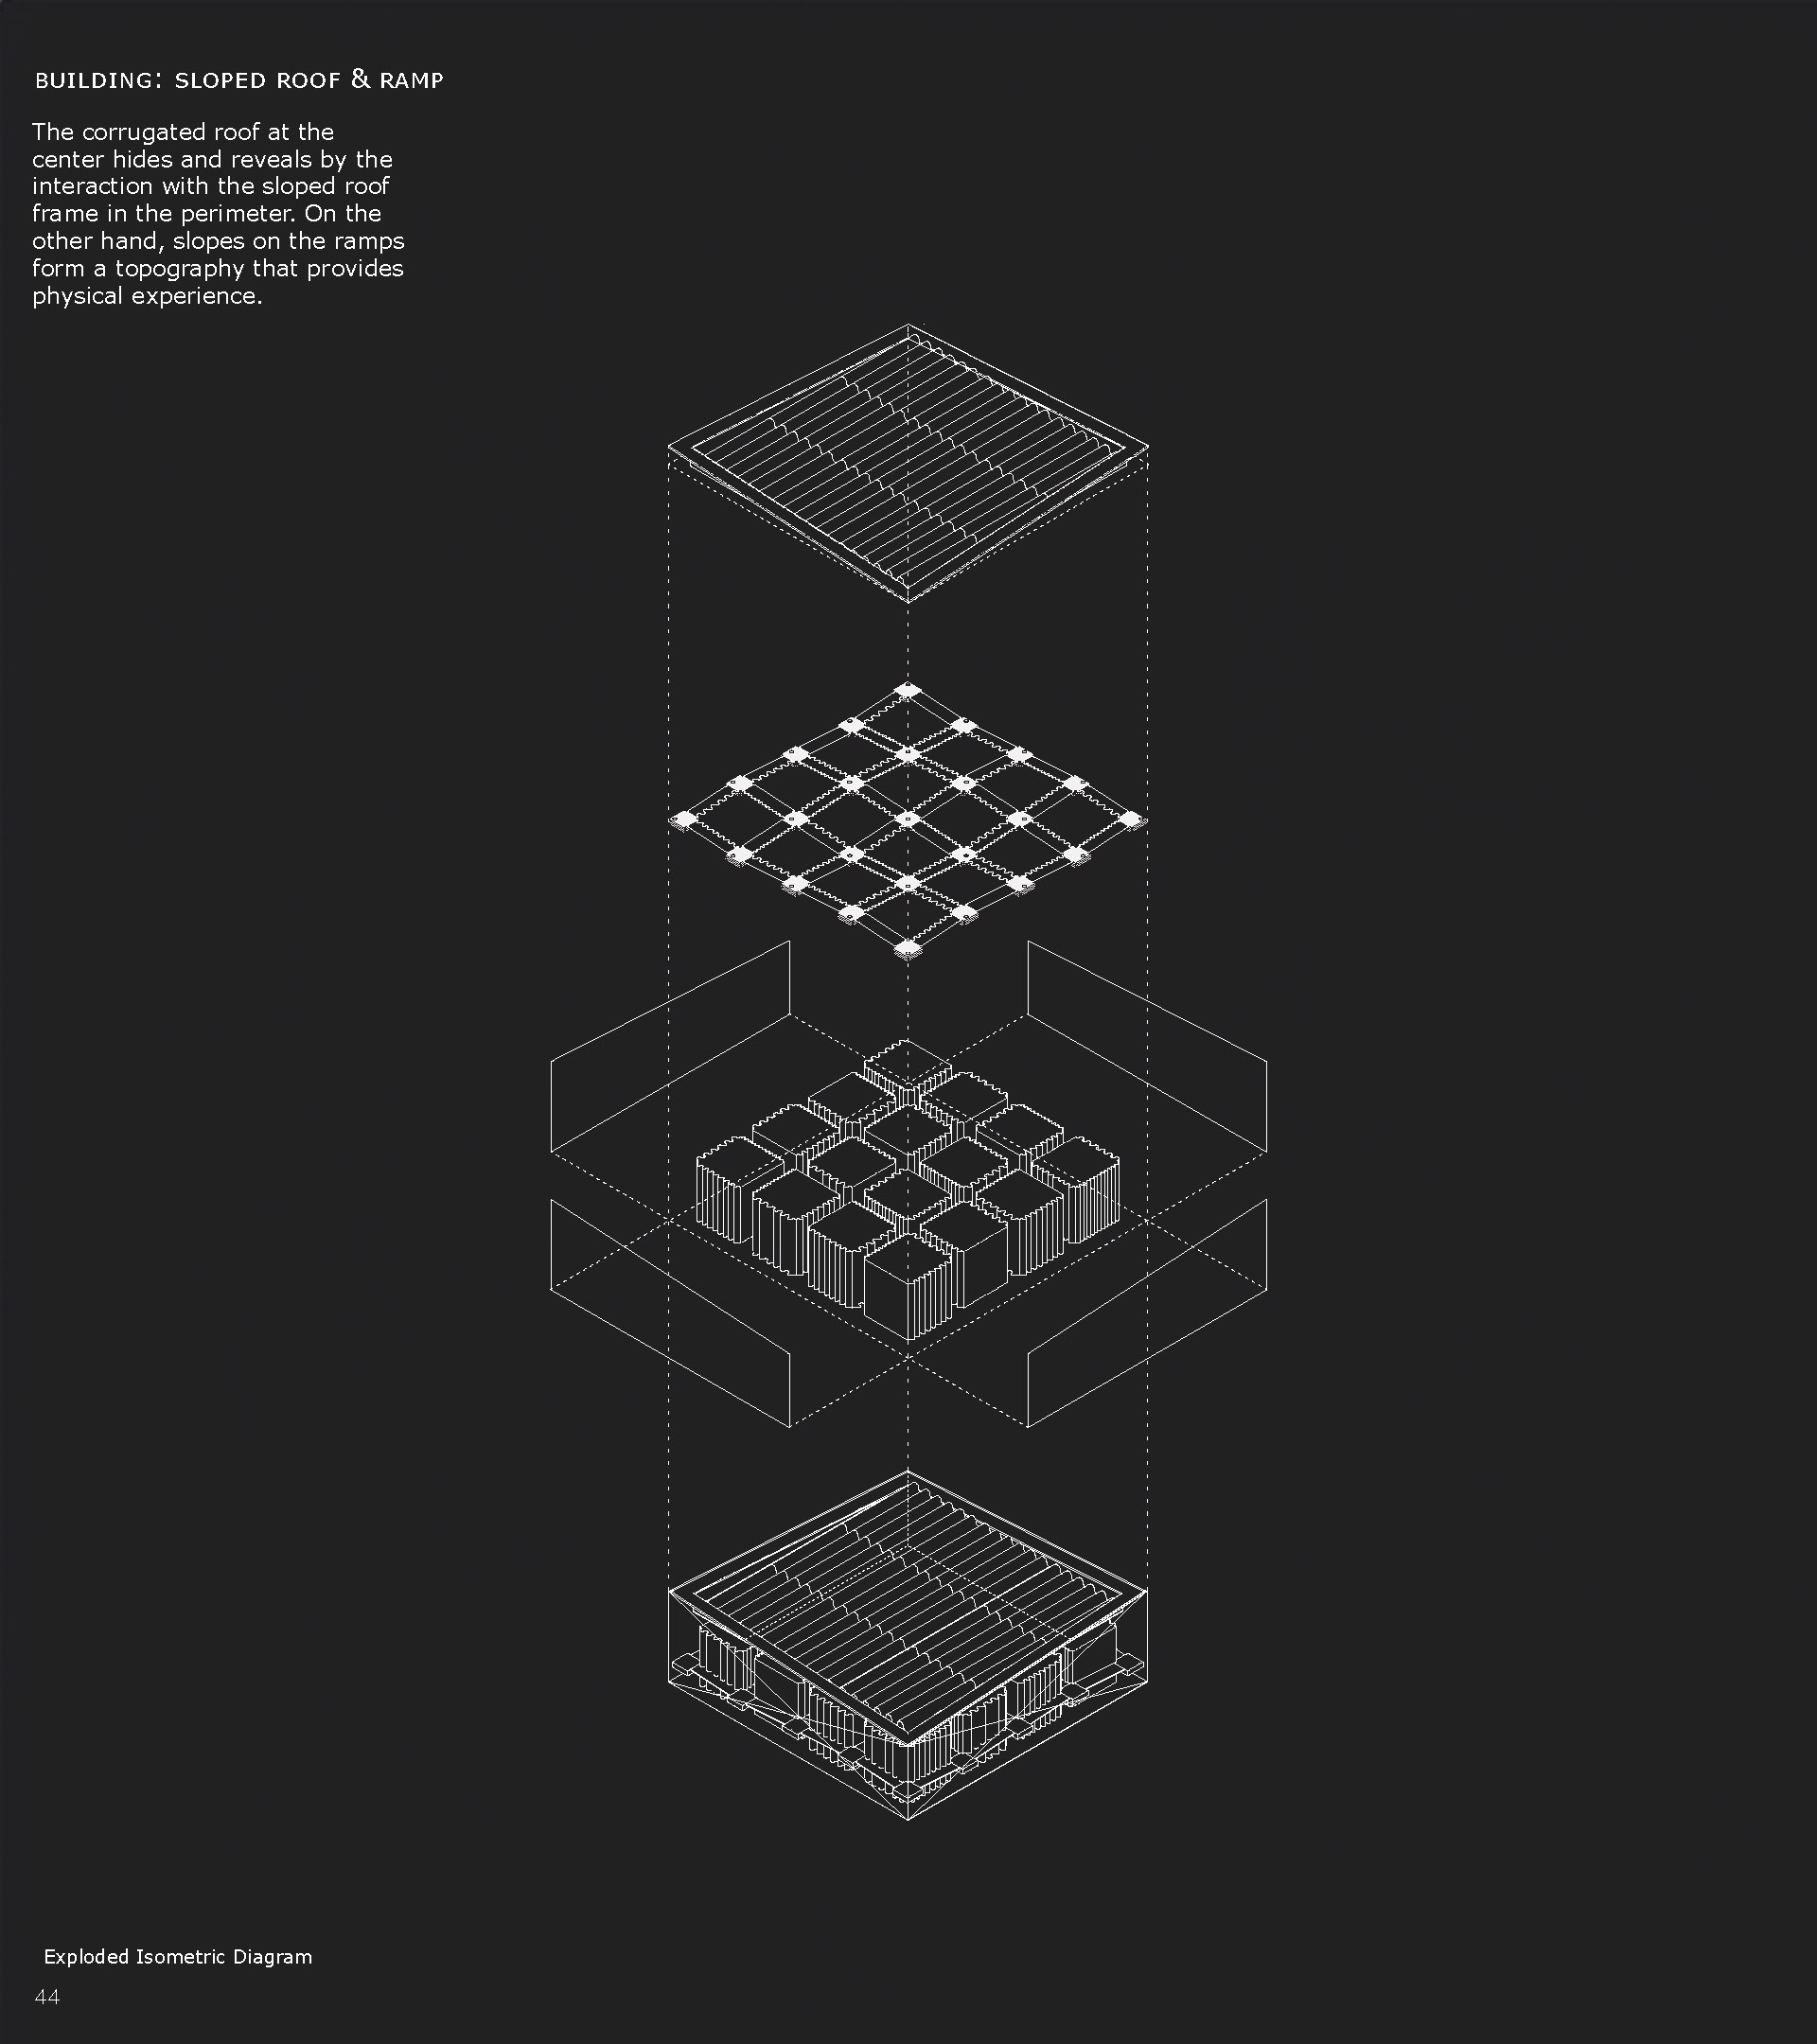 BUILDING: SLOPED ROOF & RAMP
The corrugated roof at the
center hides and reveals by the
interaction with the sloped roof
frame in the perimeter. On the
other hand, slopes on the ramps
form a topography that provides
physical experience.
Exploded Isometric Diagram
44